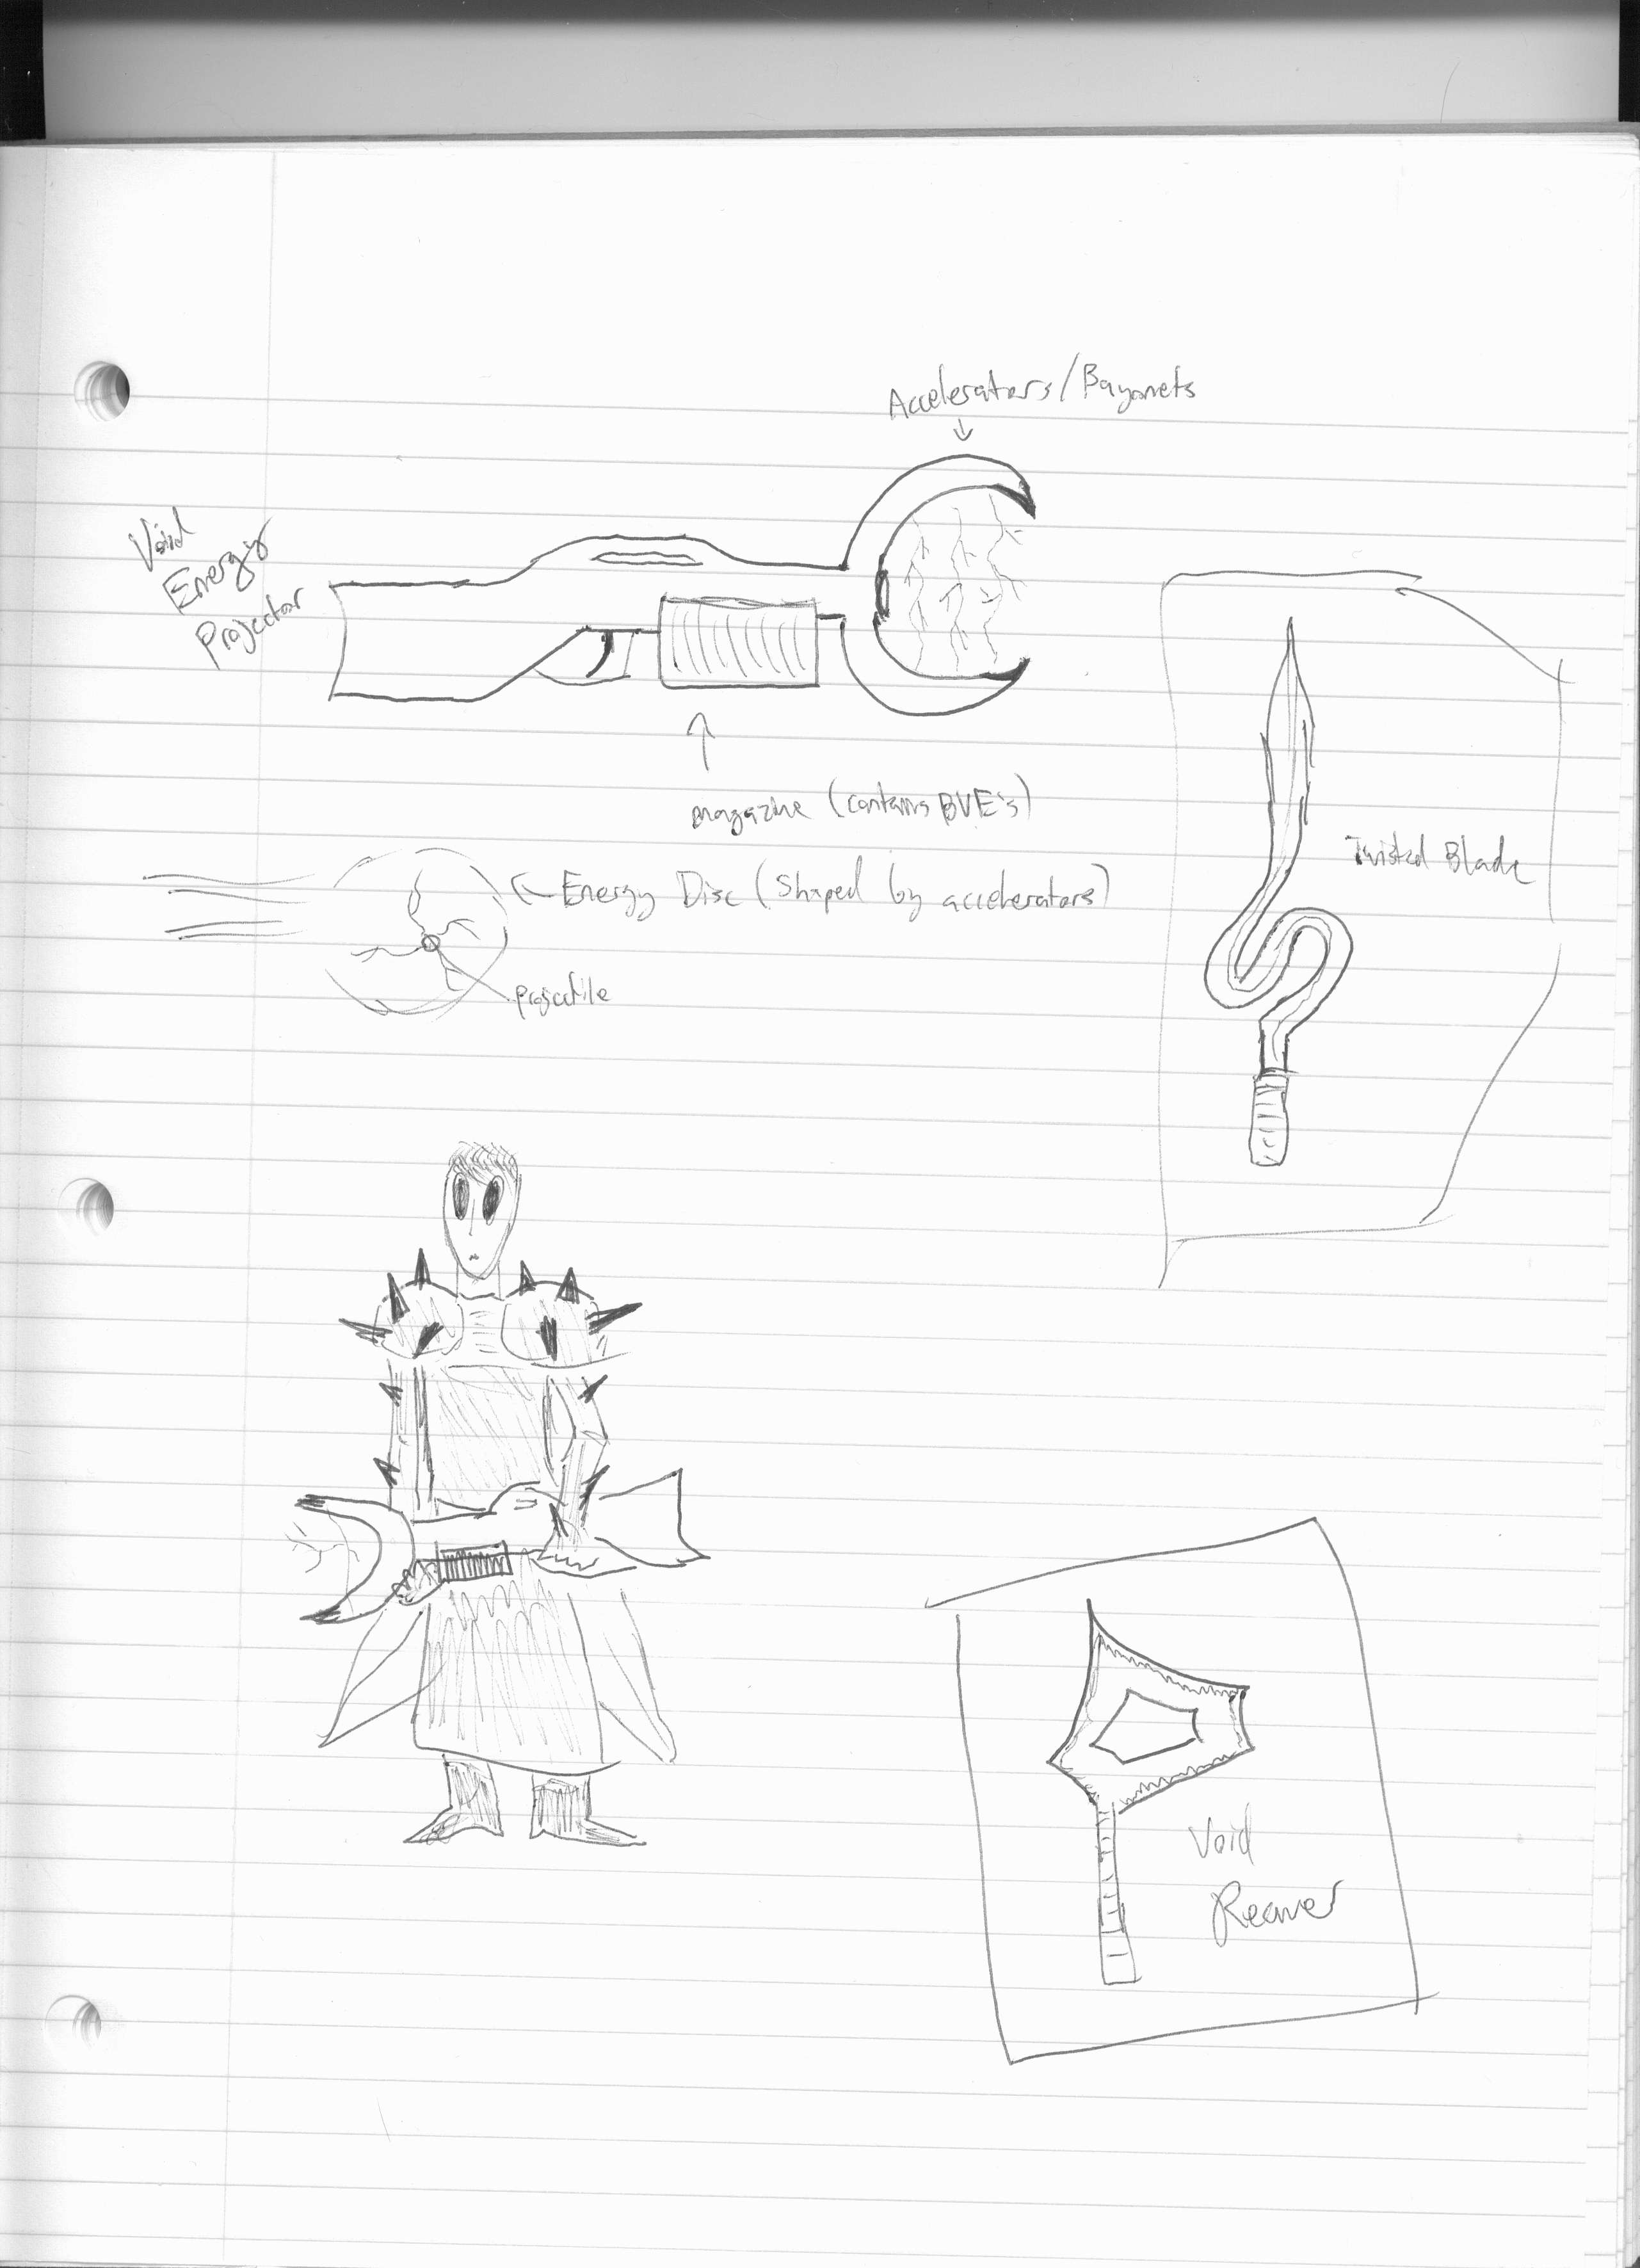 Accelerators/Bayonets
Void
Energy
Projector
magazine (contains BVE's)
Energy Disc (Shaped by accelerators)
projectile
Twisted Blade
Void
Reaver